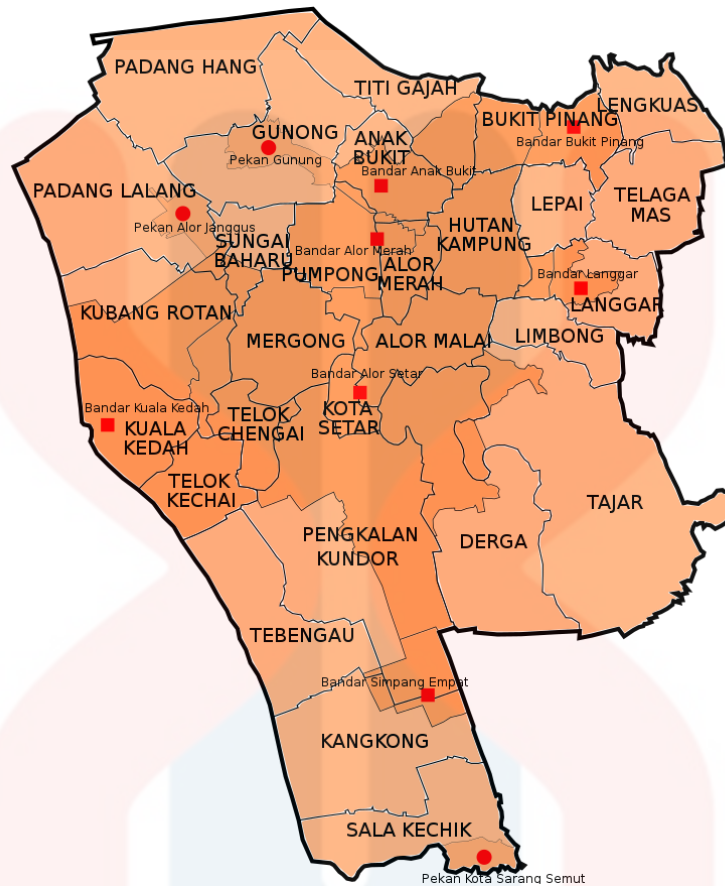 PADANG HANG
TITI GAJAH
LENGKUAS
BUKIT PINANG
GUNONG
ANAK
BUKIT
Bandar Bukit Pinang
Pekan Gunung
Bandar Anak Bukit
PADANG LALANG
LEPAI
TELAGA
MAS
Pekan Alor Janggus
HUTAN
KAMPUNG
SUNGAI
BAHARU
Bandar Alor Merah
PUMPONG
ALOR
MERAH
Bandar Langgar
LANGGAR
KUBANG ROTAN
MERGONG
ALOR MALAI
LIMBONG
Bandar Alor Setar
Bandar Kuala Kedah
KUALA
KEDAH
TELOK
CHENGAI
KOTA
SETAR
TELOK
KECHAI
TAJAR
PENGKALAN
KUNDOR
DERGA
TEBENGAU
Bandar Simpang Empat
KANGKONG
SALA KECHIK
Pekan Kota Sarang Semut